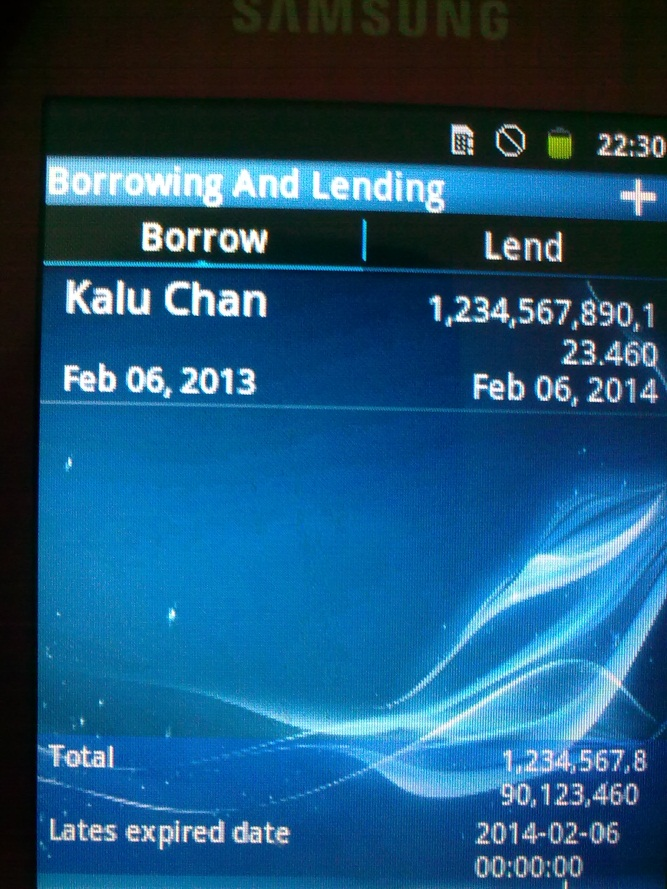 SAMSUNG
22:30
Borrowing And Lending +
Borrow Lend
Kalu Chan 1,234,567,890,1
23.460
Feb 06, 2013 Feb 06, 2014
Total 1,234,567,8
90,123,460
Lates expired date 2014-02-06
00:00:00